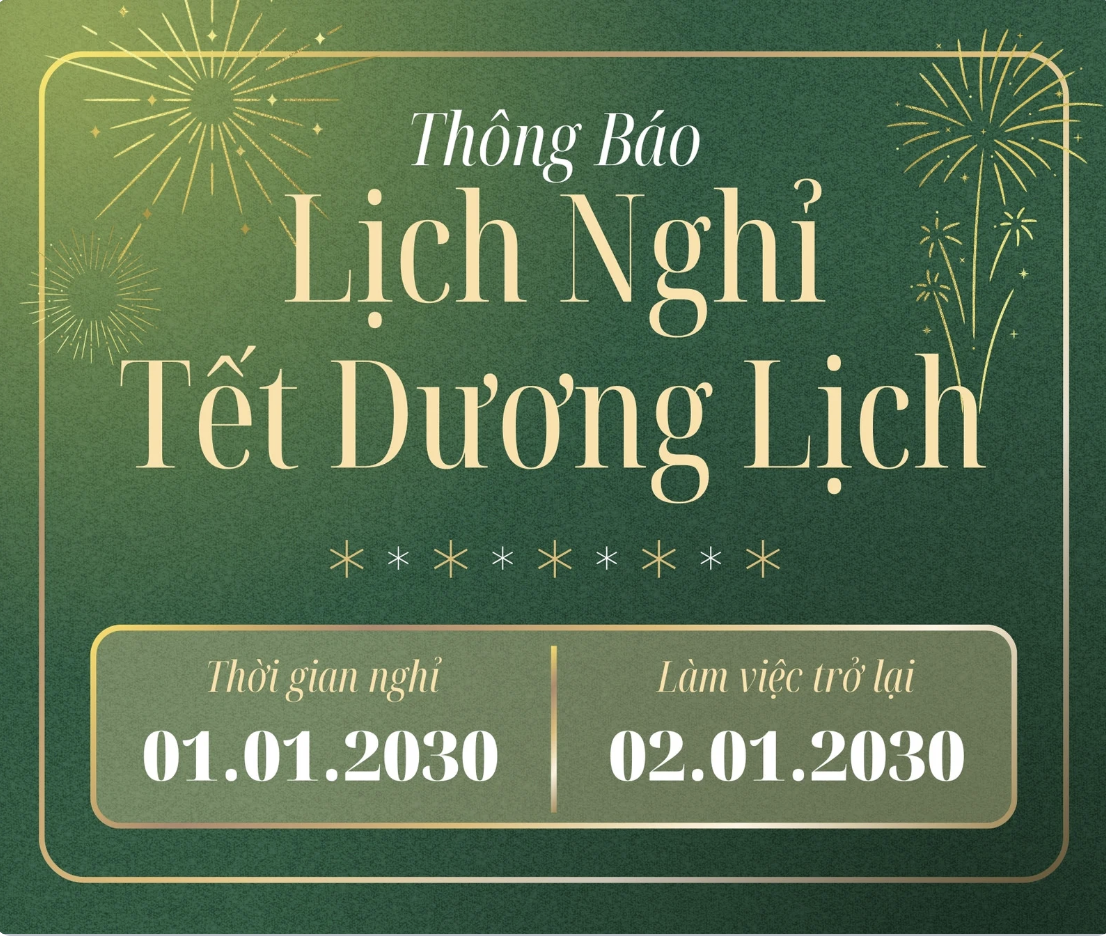 Thông Báo
Lịch Nghỉ
Tết Dương Lịch
Thời gian nghỉ
01.01.2030
Làm việc trở lại
02.01.2030